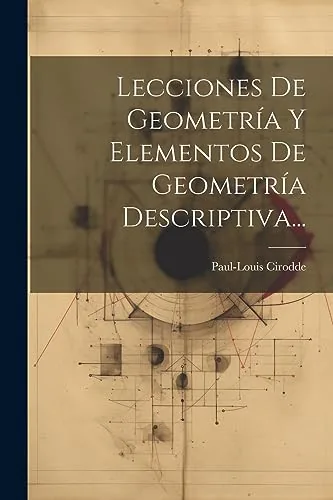 Lecciones De
Geometría Y
Elementos De
Geometría
Descriptiva...
Paul-Louis Cirodde